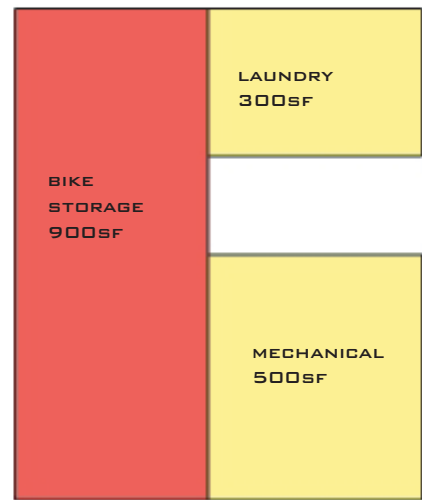 LAUNDRY
300SF
BIKE
STORAGE
900SF
MECHANICAL
500SF